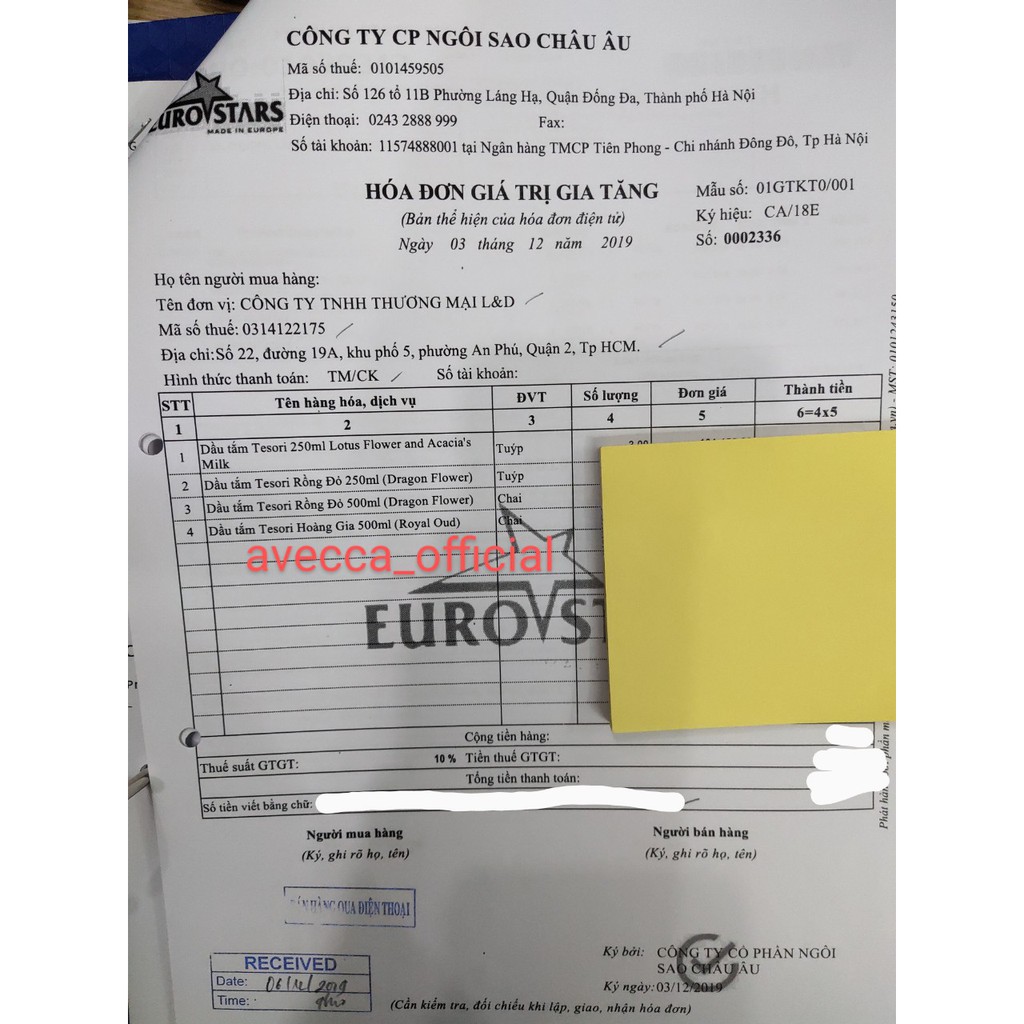 CÔNG TY CP NGÔI SAO CHÂU ÂU
Mã số thuế: 0101459505
Địa chỉ: Số 126 tổ 11B Phường Láng Hạ, Quận Đống Đa, Thành phố Hà Nội
EUROSTARS
MADE IN EUROPE
Điện thoại: 0243 2888 999 Fax:
Số tài khoản: 11574888001 tại Ngân hàng TMCP Tiên Phong - Chi nhánh Đông Đô, Tp Hà Nội
HÓA ĐƠN GIÁ TRỊ GIA TĂNG
(Bản thể hiện của hóa đơn điện tử)
Ngày 03 tháng 12 năm 2019
Mẫu số: 01GTKT0/001
Ký hiệu: CA/18E
Số: 0002336
Họ tên người mua hàng:
Tên đơn vị: CÔNG TY TNHH THƯƠNG MẠI L&D
Mã số thuế: 0314122175
Địa chỉ:Số 22, đường 19A, khu phố 5, phường An Phú, Quận 2, Tp HCM.
Hình thức thanh toán: TM/CK Số tài khoản:
STT Tên hàng hóa, dịch vụ ĐVT Số lượng Đơn giá Thành tiền
1 2 3 4 5 6=4x5
1 Dầu tắm Tesori 250ml Lotus Flower and Acacia's
Milk Tuýp
2 Dầu tắm Tesori Rồng Đỏ 250ml (Dragon Flower) Tuýp
3 Dầu tắm Tesori Rồng Đỏ 500ml (Dragon Flower) Chai
4 Dầu tắm Tesori Hoàng Gia 500ml (Royal Oud) Chai
avecca_official
EUROST
Cộng tiền hàng:
Thuế suất GTGT: 10 % Tiền thuế GTGT:
Tổng tiền thanh toán:
Số tiền viết bằng chữ:
Người mua hàng
(Ký, ghi rõ họ, tên)
Người bán hàng
(Ký, ghi rõ họ, tên)
HÀNG QUA ĐIỆN THOẠI
RECEIVED
Date: 06/12/2019
Time:
Ký bởi: CÔNG TY CỔ PHẦN NGÔI
SAO CHÂU ÂU
Ký ngày:03/12/2019
(Cần kiểm tra, đối chiếu khi lập, giao, nhận hóa đơn)